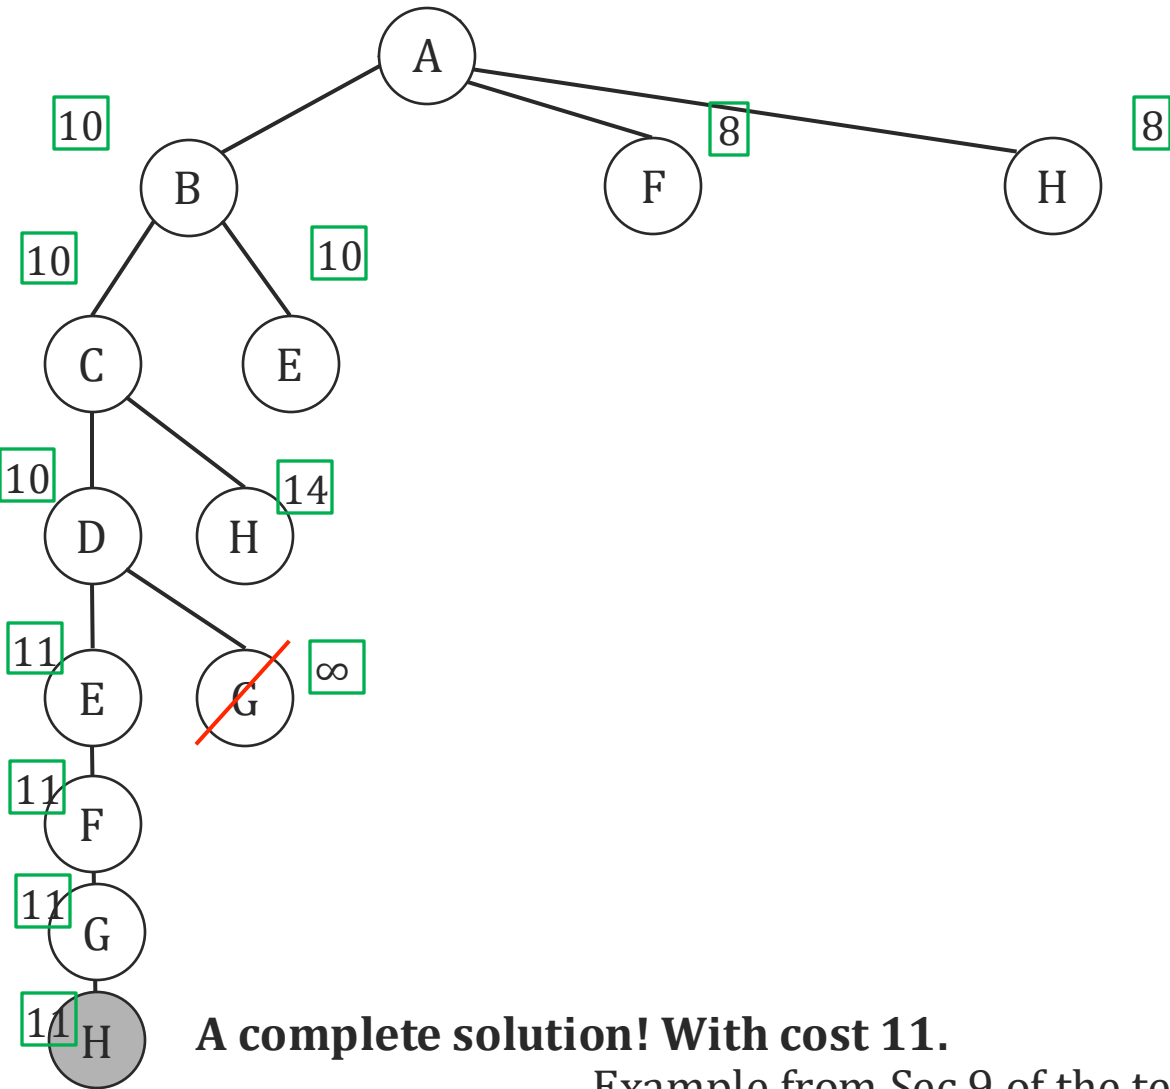 A
10
8
8
B
F
H
10
10
C
E
10
14
D
H
11
∞
E
G
11
F
11
G
11
H
A complete solution! With cost 11.
Example from Sec 9 of the